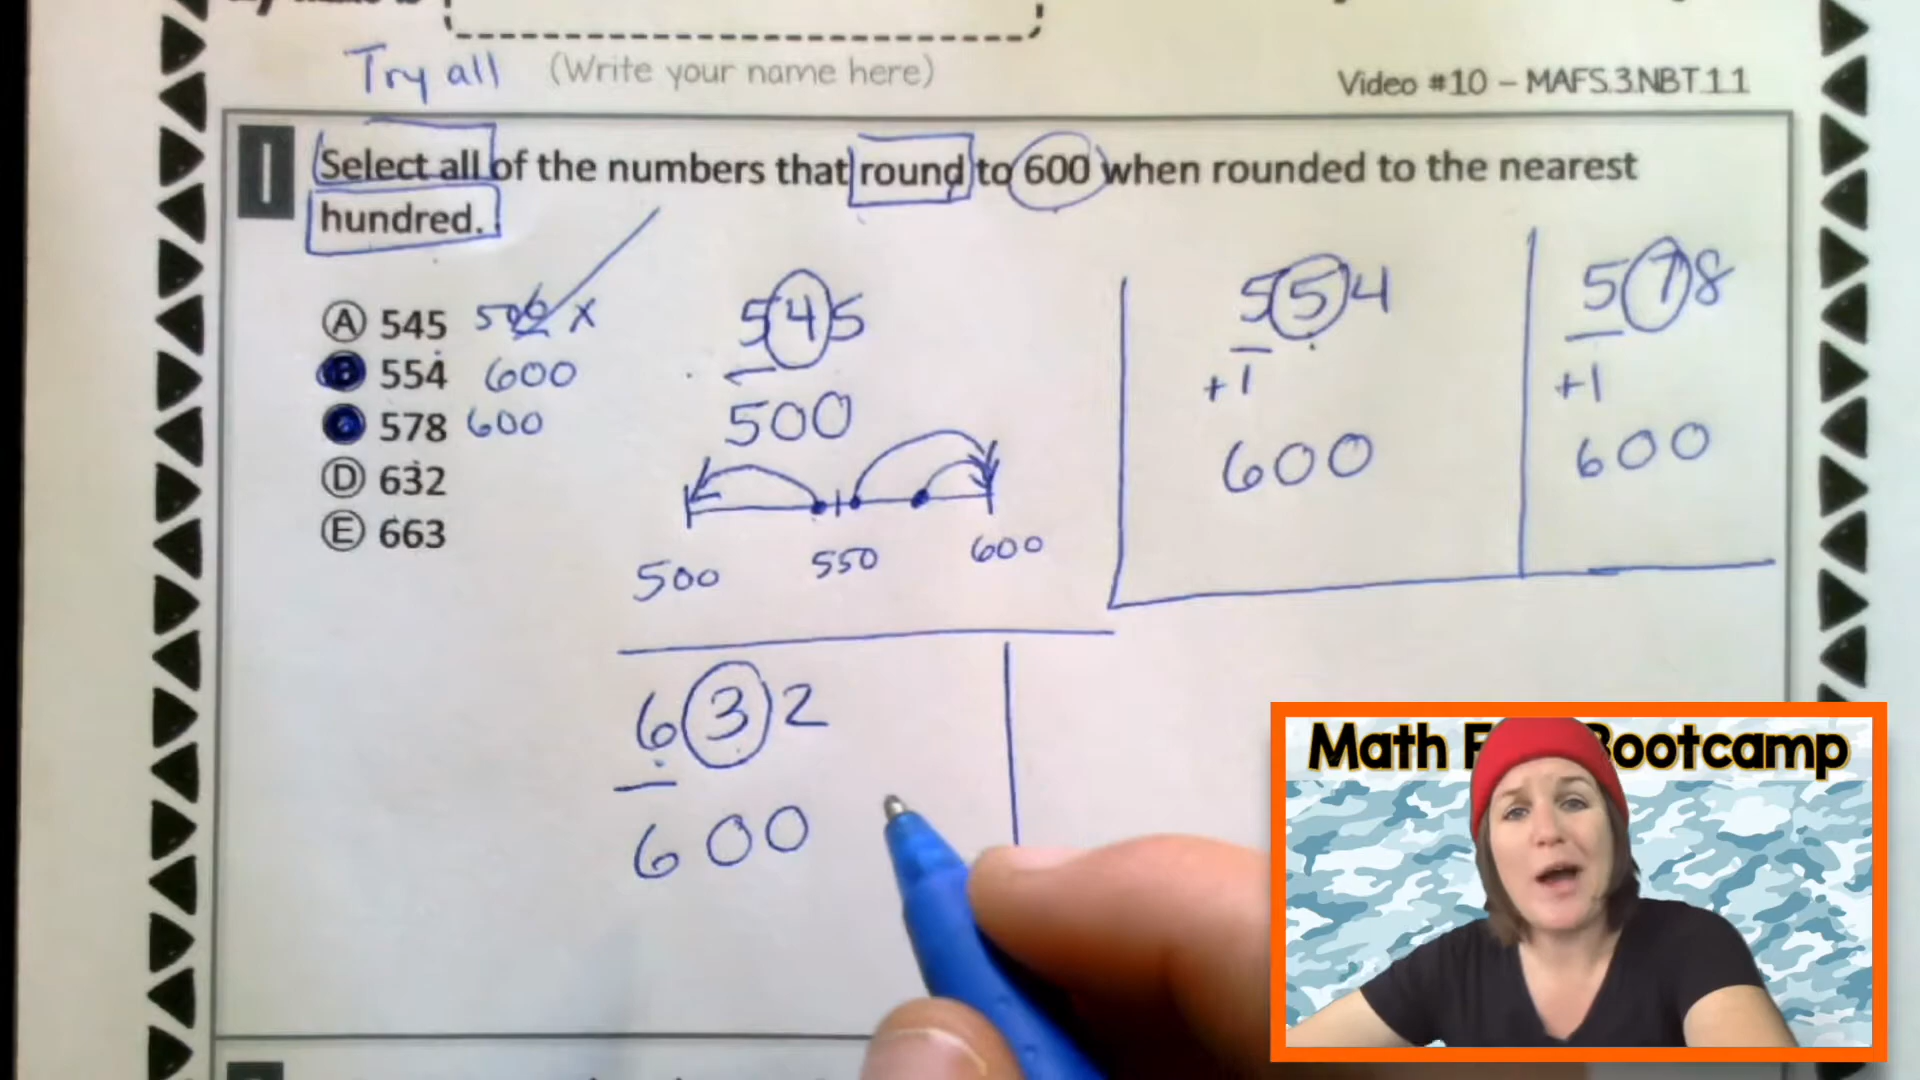 Try all (Write your name here)
Video #10 – MAFS.3.NBT.1.1
1 Select all of the numbers that round to 600 when rounded to the nearest
hundred.
A 545 500 X
554 600
578 600
D 632
E 663
545
500
500 550 600
554
+1
600
578
+1
600
632
600
Math Bootcamp